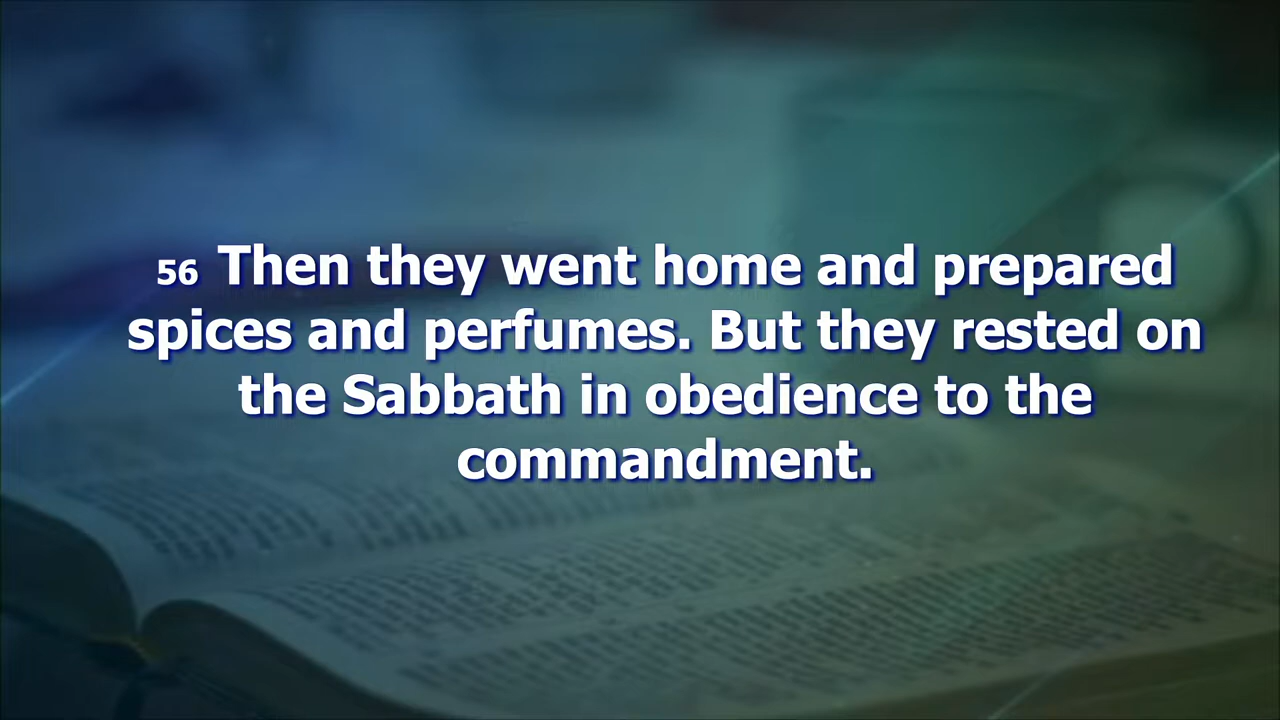 56 Then they went home and prepared
spices and perfumes. But they rested on
the Sabbath in obedience to the
commandment.